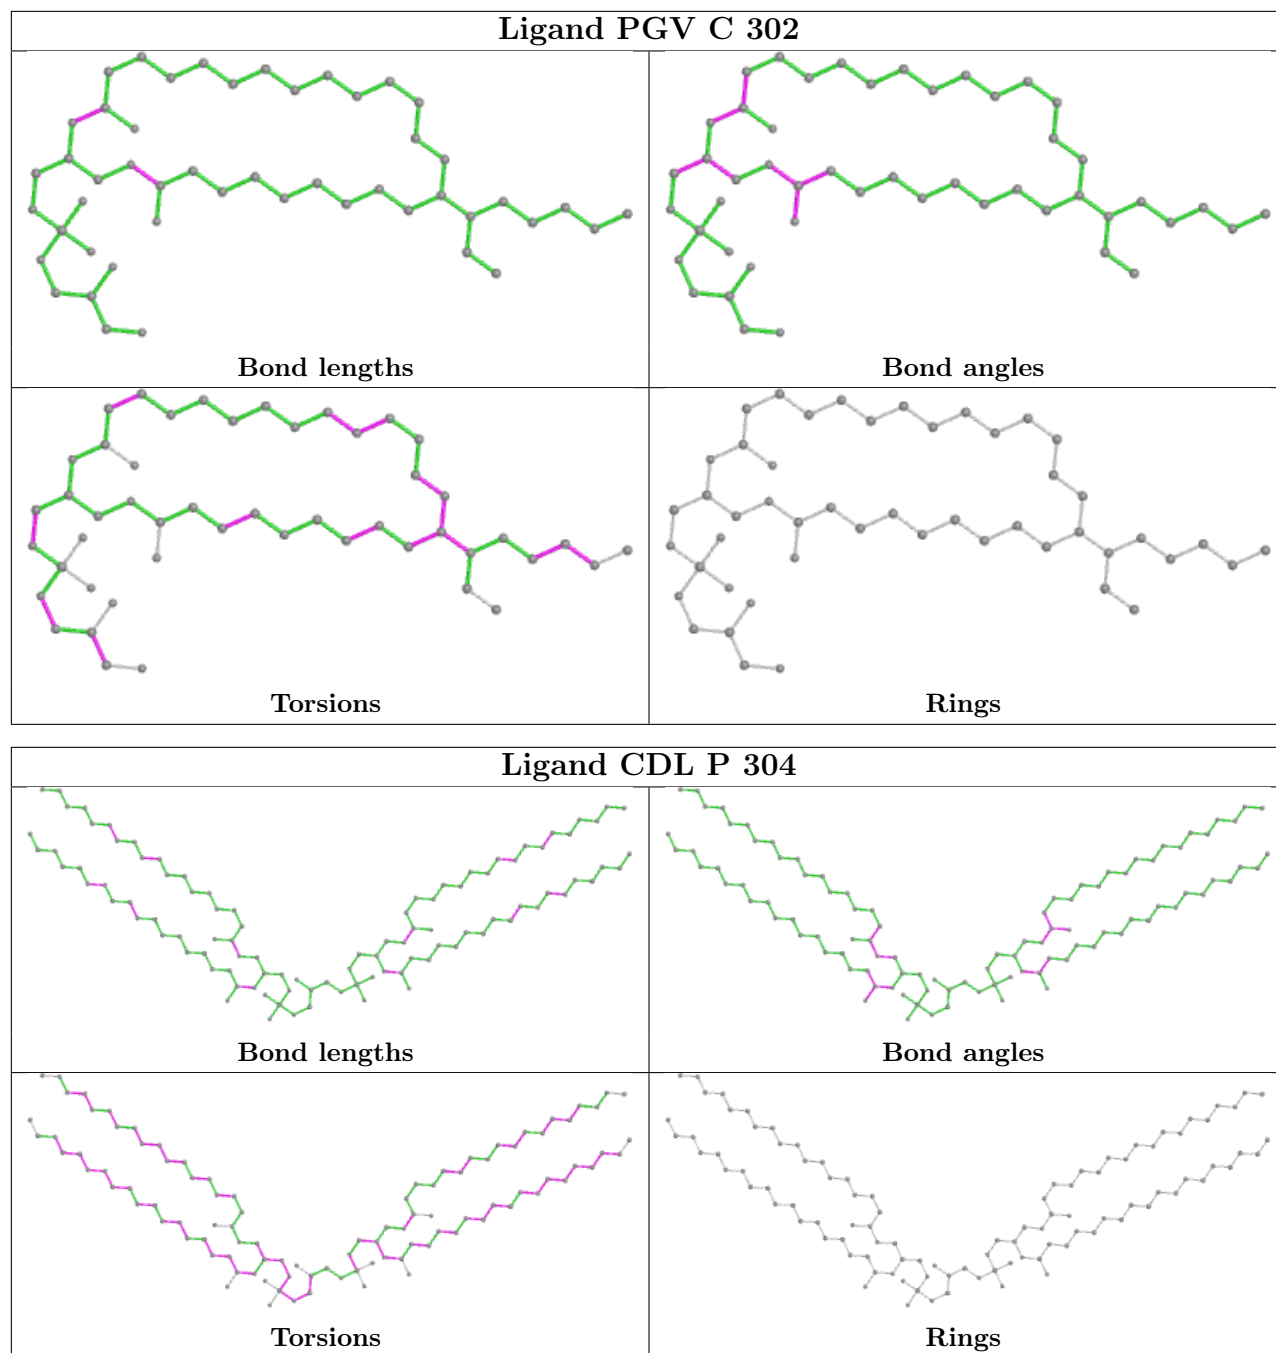 Ligand PGV C 302
Bond lengths
Bond angles
Torsions
Rings
Ligand CDL P 304
Bond lengths
Bond angles
Torsions
Rings